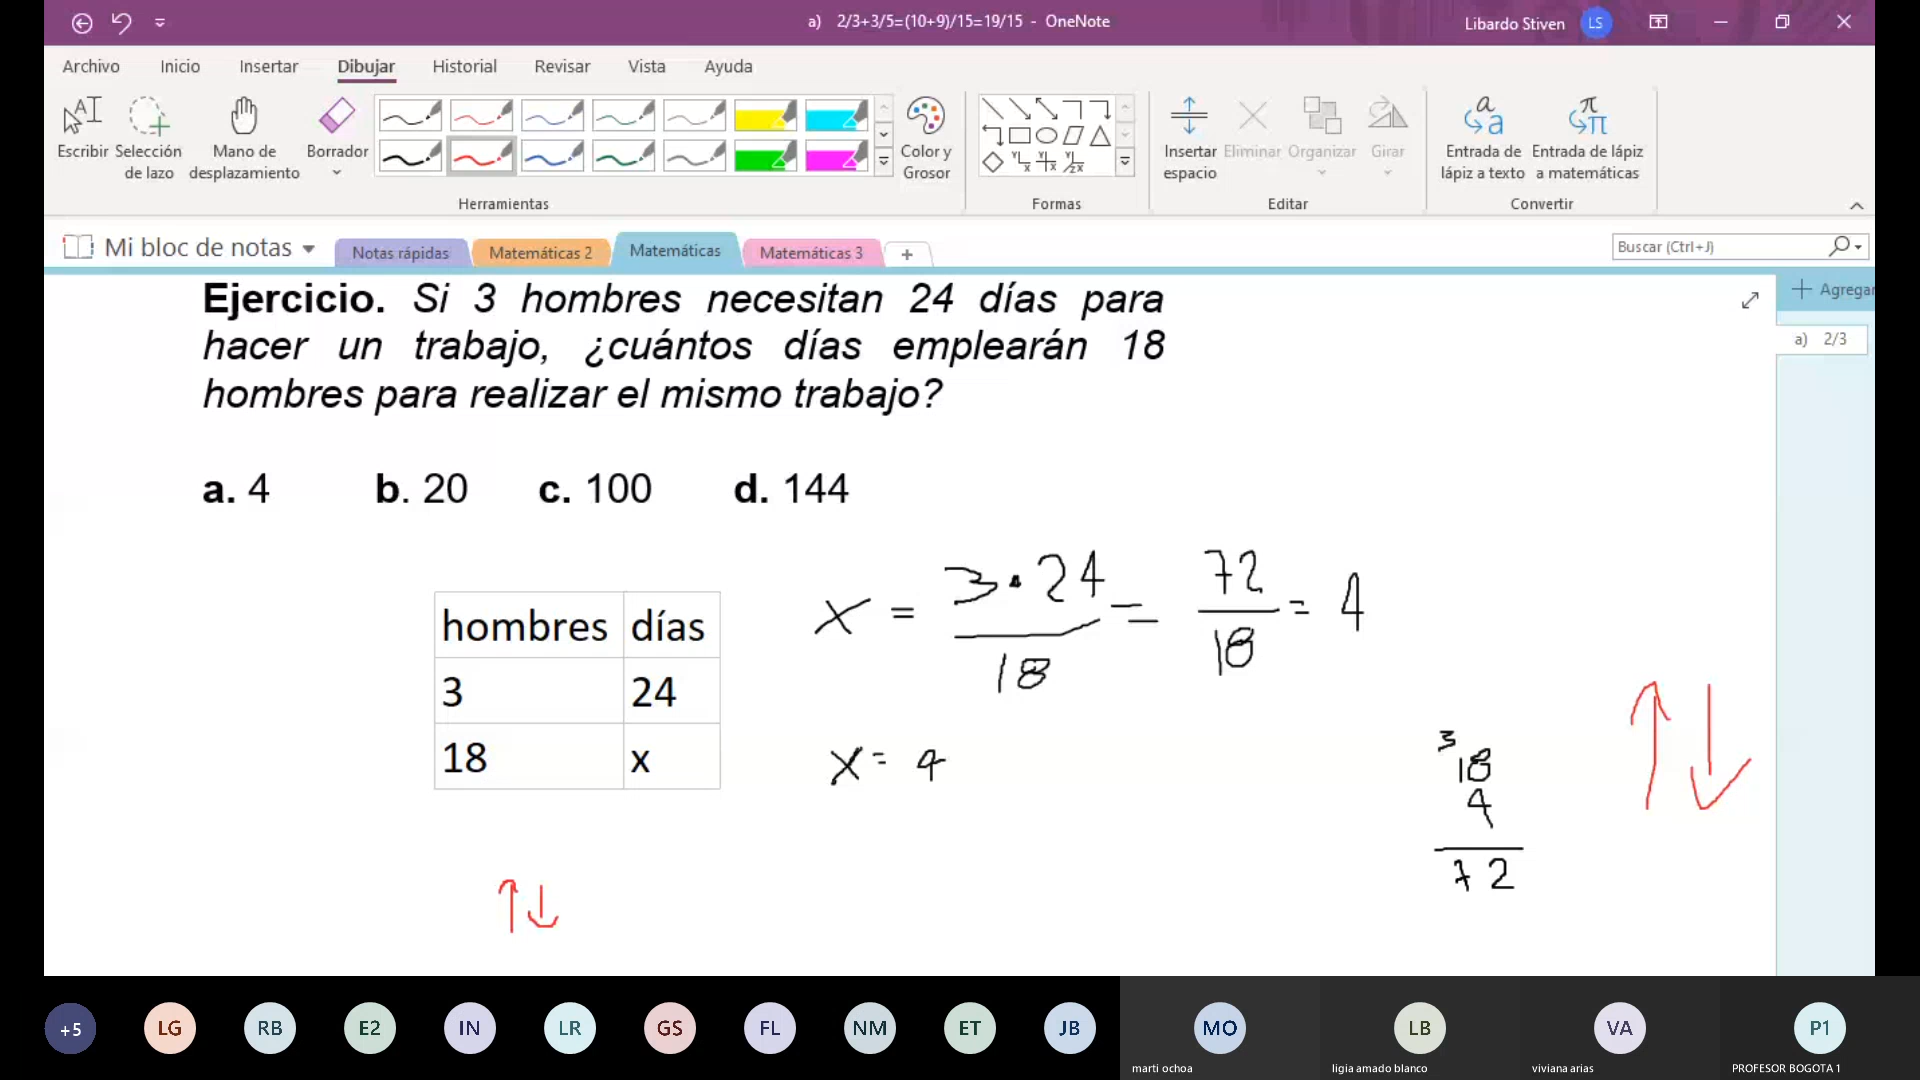 a) 2/3+3/5=(10+9)/15=19/15 - OneNote
Libardo Stiven LS
Archivo Inicio Insertar Dibujar Historial Revisar Vista Ayuda
Escribir
Selección de lazo
Mano de desplazamiento
Borrador
Color y Grosor
Insertar espacio
Eliminar
Organizar
Girar
Entrada de lápiz a texto
Entrada de lápiz a matemáticas
Herramientas Formas Editar Convertir
Mi bloc de notas Notas rápidas Matemáticas 2 Matemáticas Matemáticas 3 +
Buscar (Ctrl+J)
Agregar
a) 2/3
Ejercicio. Si 3 hombres necesitan 24 días para
hacer un trabajo, ¿cuántos días emplearán 18
hombres para realizar el mismo trabajo?
a. 4 b. 20 c. 100 d. 144
hombres días
3 24
18 x
x = 3·24/18 = 72/18 = 4
x = 4
3
18
4
72
+5 LG RB E2 IN LR GS FL NM ET JB MO LB VA P1
marti ochoa ligia amado blanco viviana arias PROFESOR BOGOTA 1